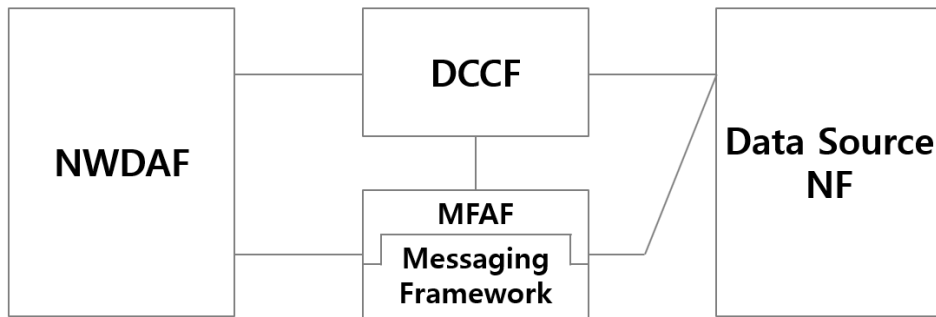 NWDAF
DCCF
MFAF
Messaging
Framework
Data Source
NF